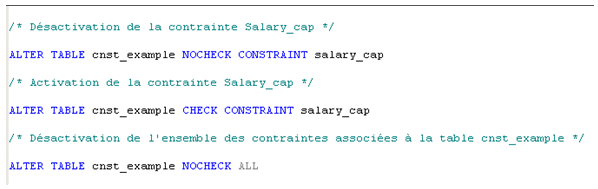 /* Désactivation de la contrainte Salary_cap */
ALTER TABLE cnst_example NOCHECK CONSTRAINT salary_cap
/* Activation de la contrainte Salary_cap */
ALTER TABLE cnst_example CHECK CONSTRAINT salary_cap
/* Désactivation de l'ensemble des contraintes associées à la table cnst_example */
ALTER TABLE cnst_example NOCHECK ALL